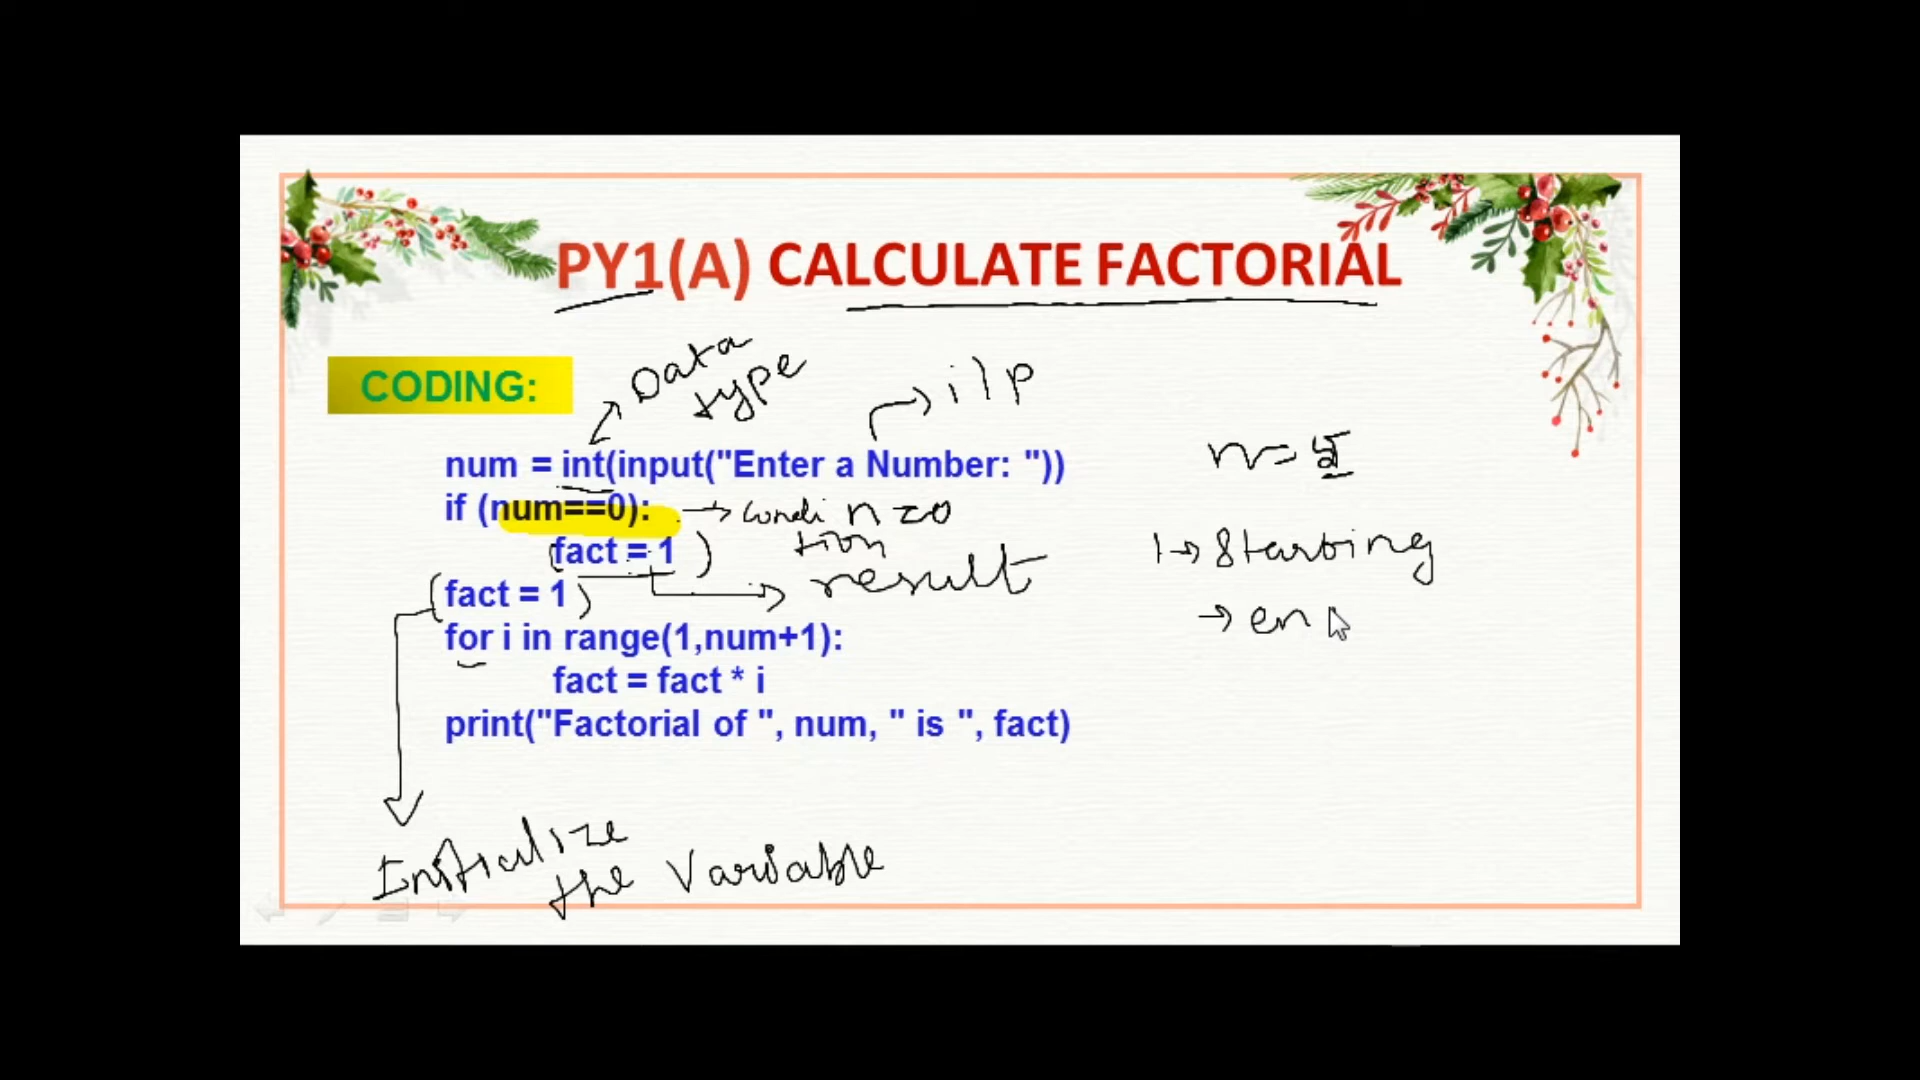 PY1(A) CALCULATE FACTORIAL
CODING:
Data
type
i/p
num = int(input("Enter a Number: "))
n=5
if (num==0):
condi n=0
tion
fact = 1
result
1→ Starting
fact = 1
→ en
for i in range(1,num+1):
fact = fact * i
print("Factorial of ", num, " is ", fact)
Initialize
the Variable